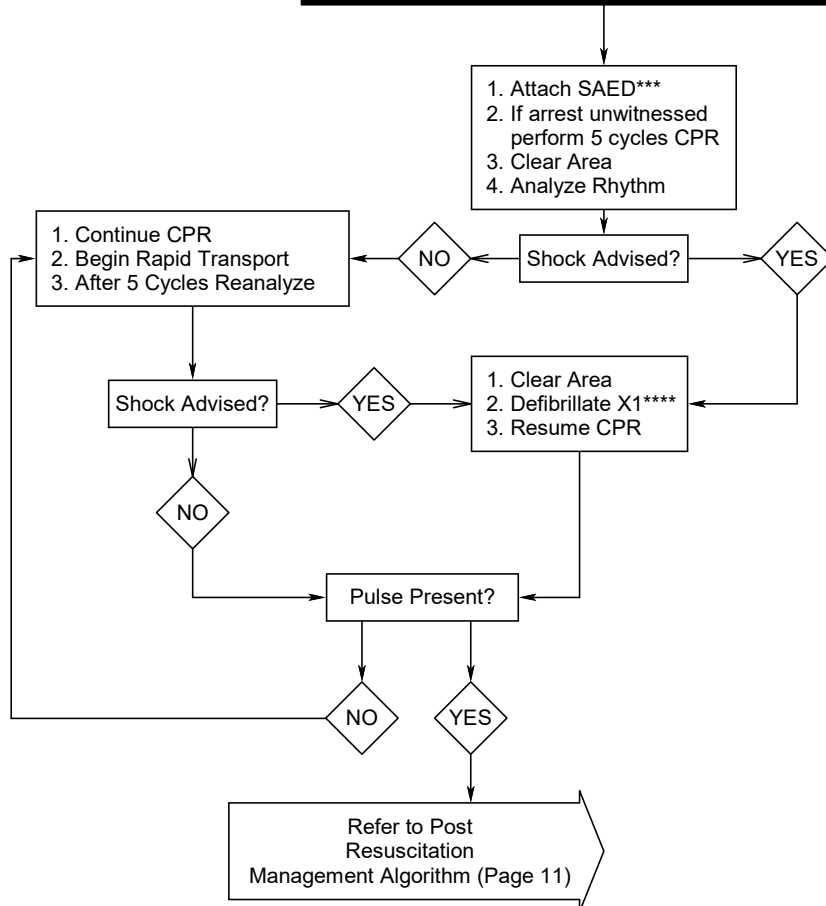 1. Attach SAED***
2. If arrest unwitnessed
perform 5 cycles CPR
3. Clear Area
4. Analyze Rhythm
Shock Advised?
NO
YES
1. Continue CPR
2. Begin Rapid Transport
3. After 5 Cycles Reanalyze
Shock Advised?
YES
1. Clear Area
2. Defibrillate X1****
3. Resume CPR
NO
Pulse Present?
NO
YES
Refer to Post
Resuscitation
Management Algorithm (Page 11)